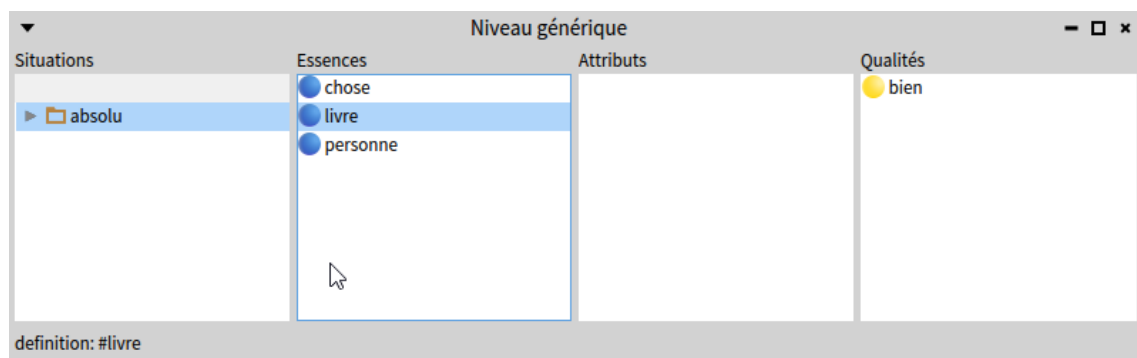 Niveau générique
Situations
Essences
Attributs
Qualités
absolu
chose
livre
personne
bien
definition: #livre